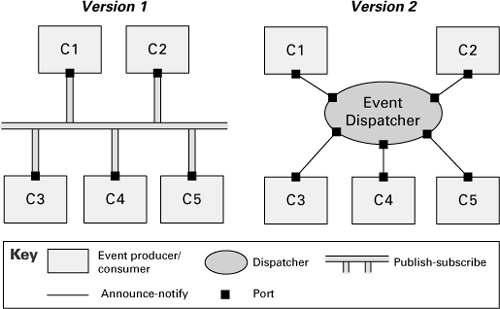 Version 1
Version 2
C1
C2
C1
C2
Event
Dispatcher
C3
C4
C5
C3
C4
C5
Key
Event producer/
consumer
Dispatcher
Publish-subscribe
Announce-notify
Port